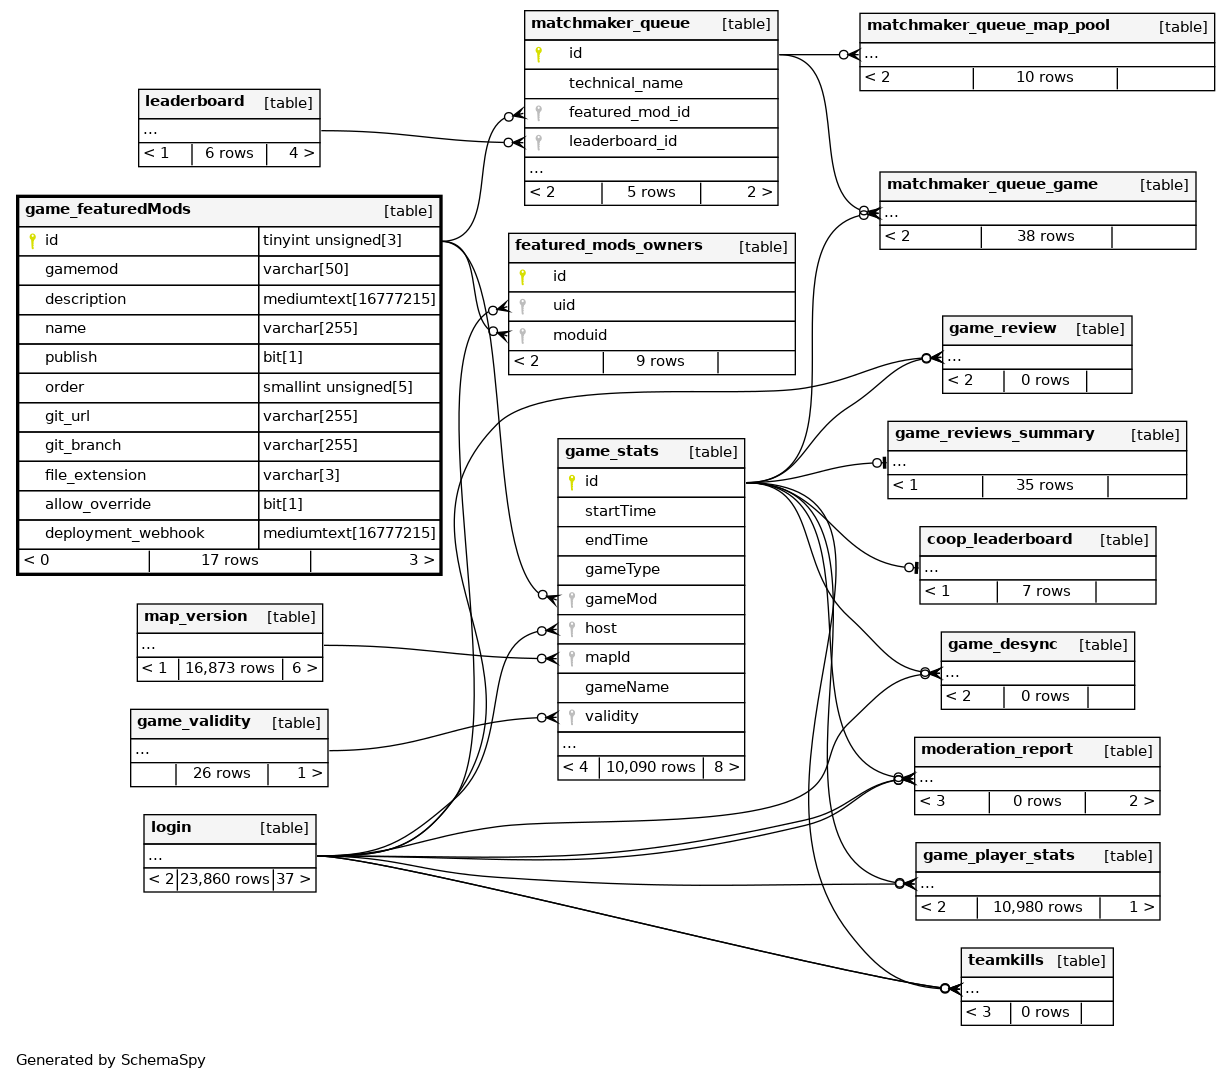 matchmaker_queue [table]
id
technical_name
featured_mod_id
leaderboard_id
...
< 2 5 rows 2 >
matchmaker_queue_map_pool [table]
...
< 2 10 rows
leaderboard [table]
...
< 1 6 rows 4 >
matchmaker_queue_game [table]
...
< 2 38 rows
game_featuredMods [table]
id tinyint unsigned[3]
gamemod varchar[50]
description mediumtext[16777215]
name varchar[255]
publish bit[1]
order smallint unsigned[5]
git_url varchar[255]
git_branch varchar[255]
file_extension varchar[3]
allow_override bit[1]
deployment_webhook mediumtext[16777215]
< 0 17 rows 3 >
featured_mods_owners [table]
id
uid
moduid
< 2 9 rows
game_review [table]
...
< 2 0 rows
game_reviews_summary [table]
...
< 1 35 rows
game_stats [table]
id
startTime
endTime
gameType
gameMod
host
mapId
gameName
validity
...
< 4 10,090 rows 8 >
coop_leaderboard [table]
...
< 1 7 rows
map_version [table]
...
< 1 16,873 rows 6 >
game_desync [table]
...
< 2 0 rows
game_validity [table]
...
26 rows 1 >
moderation_report [table]
...
< 3 0 rows 2 >
login [table]
...
< 2 23,860 rows 37 >
game_player_stats [table]
...
< 2 10,980 rows 1 >
teamkills [table]
...
< 3 0 rows
Generated by SchemaSpy